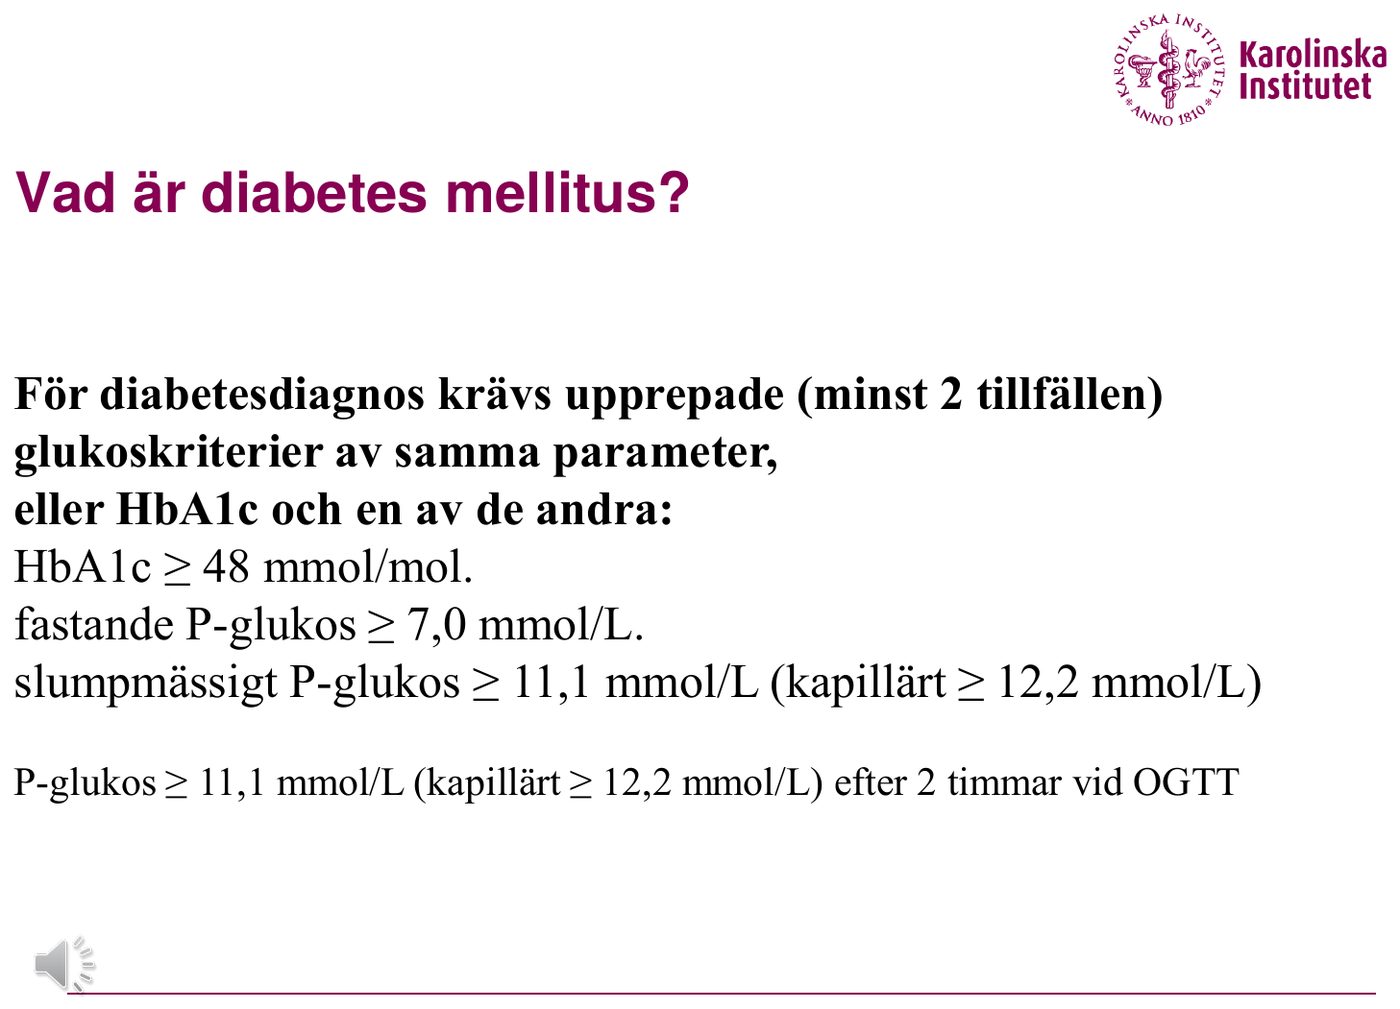 KAROLINSKA INSTITUTET
ANNO 1810
Karolinska
Institutet
Vad är diabetes mellitus?
För diabetesdiagnos krävs upprepade (minst 2 tillfällen)
glukoskriterier av samma parameter,
eller HbA1c och en av de andra:
HbA1c ≥ 48 mmol/mol.
fastande P-glukos ≥ 7,0 mmol/L.
slumpmässigt P-glukos ≥ 11,1 mmol/L (kapillärt ≥ 12,2 mmol/L)
P-glukos ≥ 11,1 mmol/L (kapillärt ≥ 12,2 mmol/L) efter 2 timmar vid OGTT